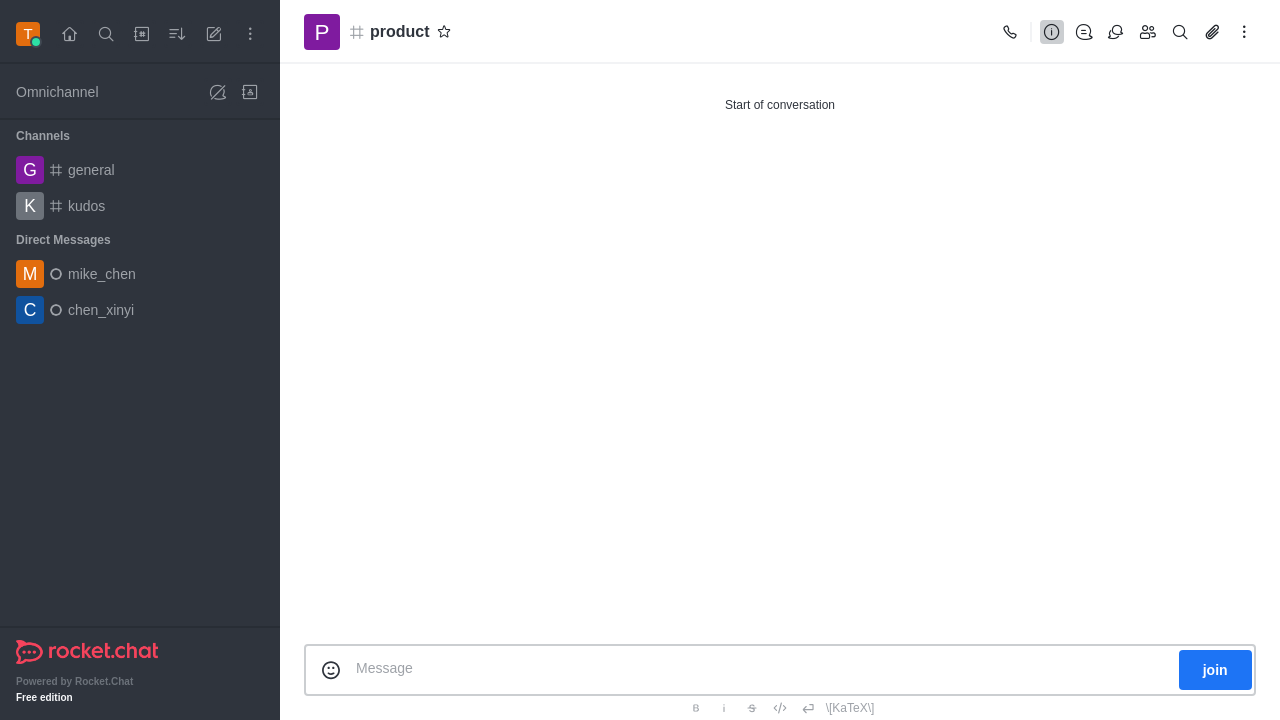 T
Omnichannel
Channels
G general
K kudos
Direct Messages
M mike_chen
C chen_xinyi
rocket.chat
Powered by Rocket.Chat
Free edition
P product
Start of conversation
Message
join
B i S \[KaTeX\]